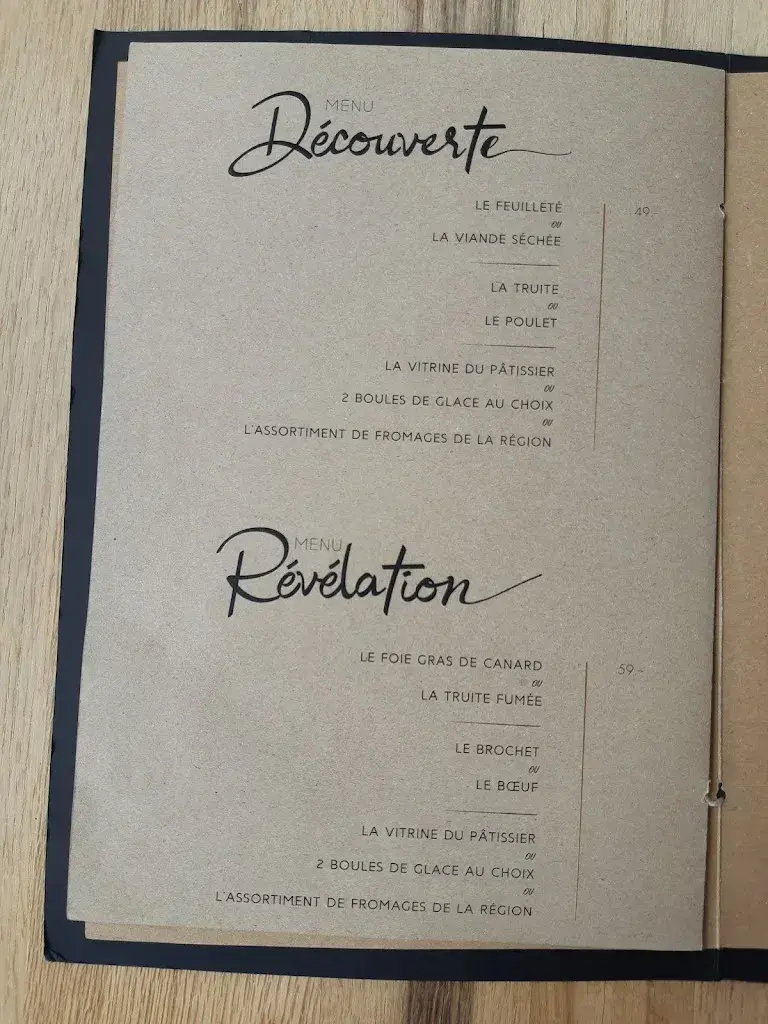 MENU
Découverte
LE FEUILLETÉ 49.-
ou
LA VIANDE SÉCHÉE
LA TRUITE
ou
LE POULET
LA VITRINE DU PÂTISSIER
ou
2 BOULES DE GLACE AU CHOIX
ou
L'ASSORTIMENT DE FROMAGES DE LA RÉGION
MENU
Révélation
LE FOIE GRAS DE CANARD 59.-
ou
LA TRUITE FUMÉE
LE BROCHET
ou
LE BŒUF
LA VITRINE DU PÂTISSIER
ou
2 BOULES DE GLACE AU CHOIX
ou
L'ASSORTIMENT DE FROMAGES DE LA RÉGION